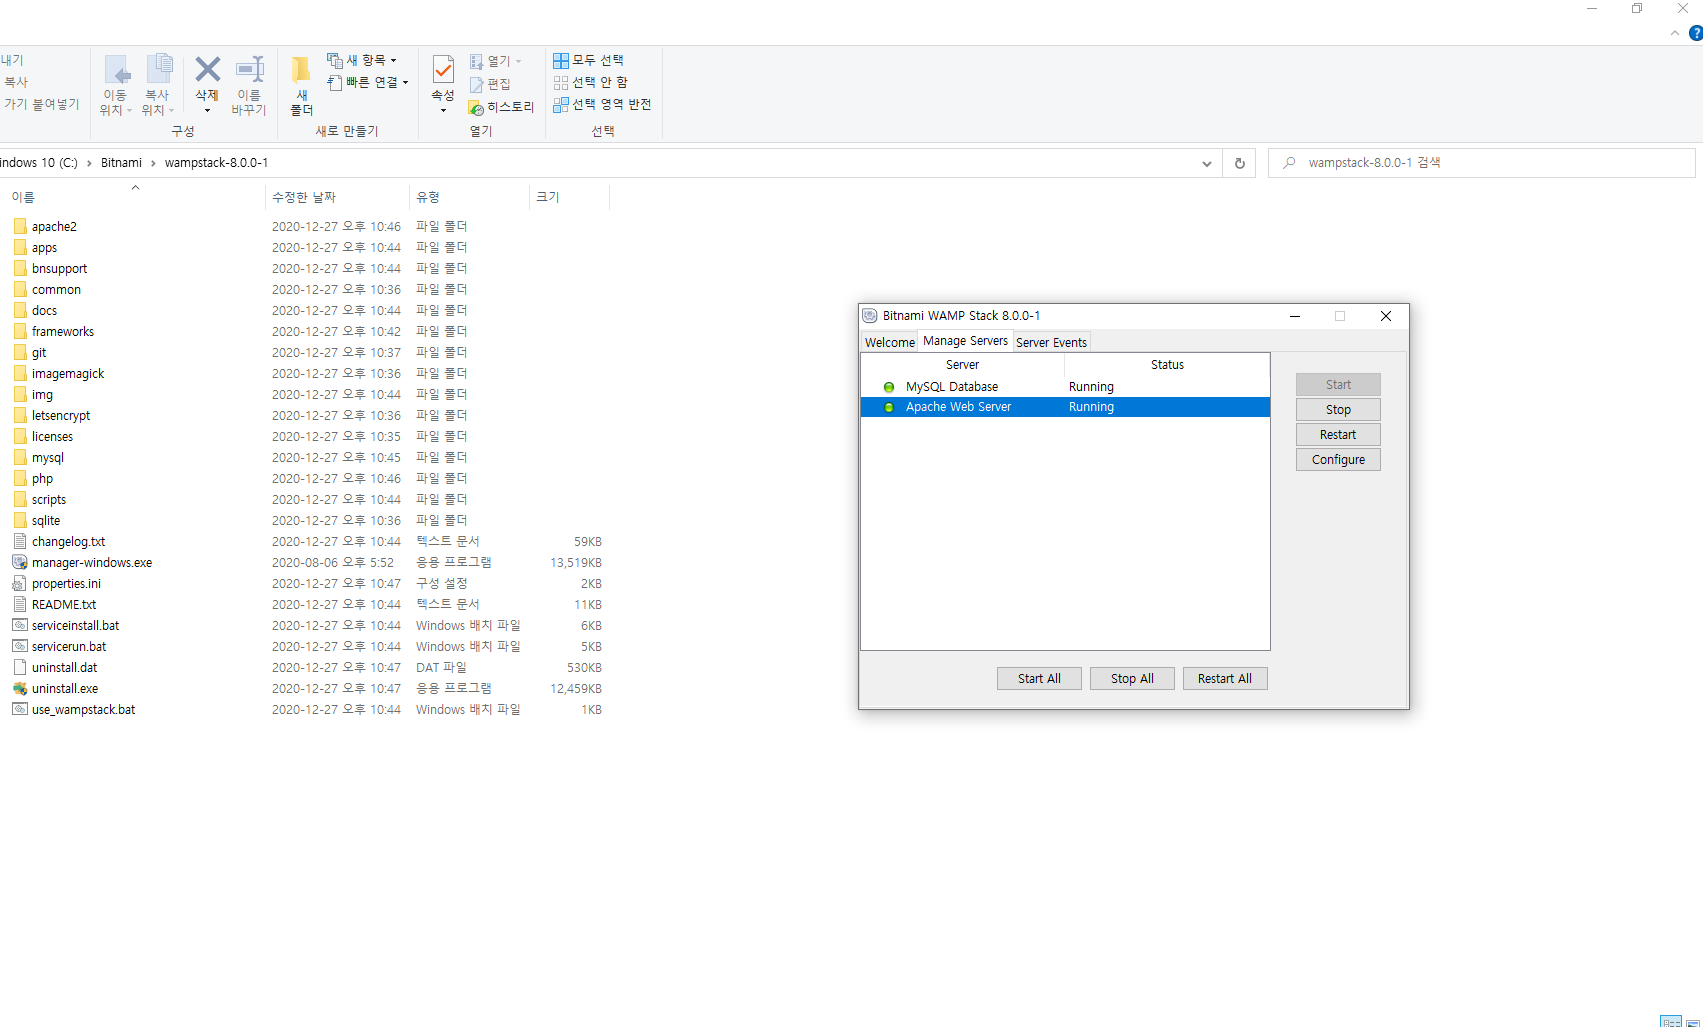 내기
복사
가기 붙여넣기
이동 위치
복사 위치
삭제
이름 바꾸기
구성
새 폴더
새 항목
빠른 연결
새로 만들기
속성
열기
편집
히스토리
열기
모두 선택
선택 안 함
선택 영역 반전
선택
indows 10 (C:) › Bitnami › wampstack-8.0.0-1
wampstack-8.0.0-1 검색
이름 수정한 날짜 유형 크기
apache2 2020-12-27 오후 10:46 파일 폴더
apps 2020-12-27 오후 10:44 파일 폴더
bnsupport 2020-12-27 오후 10:44 파일 폴더
common 2020-12-27 오후 10:36 파일 폴더
docs 2020-12-27 오후 10:44 파일 폴더
frameworks 2020-12-27 오후 10:42 파일 폴더
git 2020-12-27 오후 10:37 파일 폴더
imagemagick 2020-12-27 오후 10:36 파일 폴더
img 2020-12-27 오후 10:44 파일 폴더
letsencrypt 2020-12-27 오후 10:36 파일 폴더
licenses 2020-12-27 오후 10:35 파일 폴더
mysql 2020-12-27 오후 10:45 파일 폴더
php 2020-12-27 오후 10:46 파일 폴더
scripts 2020-12-27 오후 10:44 파일 폴더
sqlite 2020-12-27 오후 10:36 파일 폴더
changelog.txt 2020-12-27 오후 10:44 텍스트 문서 59KB
manager-windows.exe 2020-08-06 오후 5:52 응용 프로그램 13,519KB
properties.ini 2020-12-27 오후 10:47 구성 설정 2KB
README.txt 2020-12-27 오후 10:44 텍스트 문서 11KB
serviceinstall.bat 2020-12-27 오후 10:44 Windows 배치 파일 6KB
servicerun.bat 2020-12-27 오후 10:44 Windows 배치 파일 5KB
uninstall.dat 2020-12-27 오후 10:47 DAT 파일 530KB
uninstall.exe 2020-12-27 오후 10:47 응용 프로그램 12,459KB
use_wampstack.bat 2020-12-27 오후 10:44 Windows 배치 파일 1KB
Bitnami WAMP Stack 8.0.0-1
Welcome Manage Servers Server Events
Server Status
MySQL Database Running
Apache Web Server Running
Start
Stop
Restart
Configure
Start All Stop All Restart All